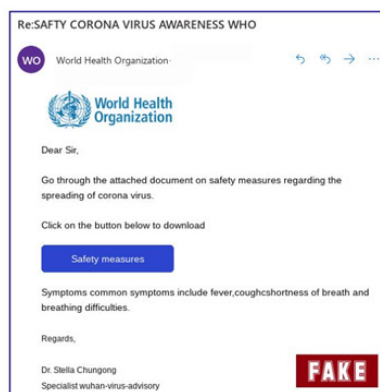 Re:SAFTY CORONA VIRUS AWARENESS WHO
WO
World Health Organization
World Health
Organization
Dear Sir,
Go through the attached document on safety measures regarding the
spreading of corona virus.
Click on the button below to download
Safety measures
Symptoms common symptoms include fever,coughcshortness of breath and
breathing difficulties.
Regards,
Dr. Stella Chungong
Specialist wuhan-virus-advisory
FAKE